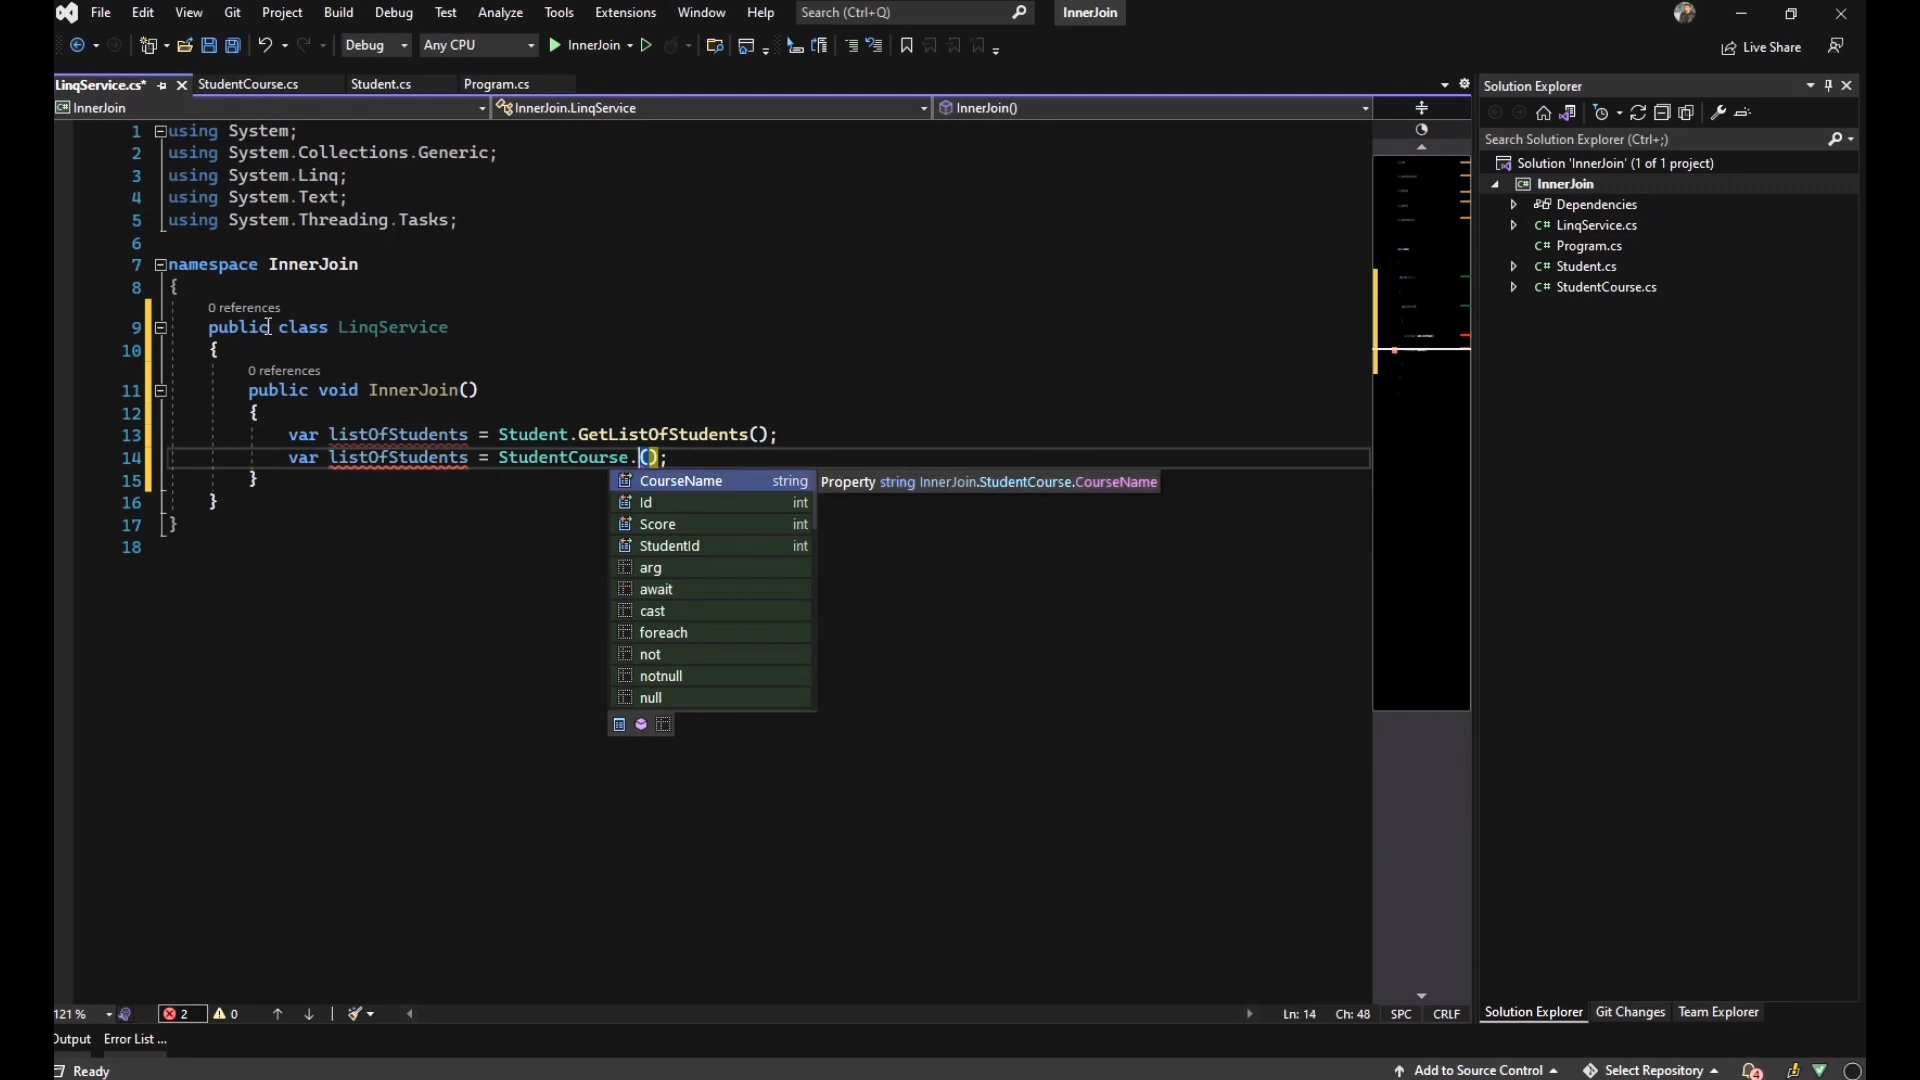 File Edit View Git Project Build Debug Test Analyze Tools Extensions Window Help Search (Ctrl+Q) InnerJoin
Debug Any CPU InnerJoin Live Share
LinqService.cs* StudentCourse.cs Student.cs Program.cs
InnerJoin InnerJoin.LinqService InnerJoin()
1 using System;
2 using System.Collections.Generic;
3 using System.Linq;
4 using System.Text;
5 using System.Threading.Tasks;
6
7 namespace InnerJoin
8 {
0 references
9 public class LinqService
10 {
0 references
11 public void InnerJoin()
12 {
13 var listOfStudents = Student.GetListOfStudents();
14 var listOfStudents = StudentCourse.();
15 }
16 }
17 }
18
CourseName string
Id int
Score int
StudentId int
arg
await
cast
foreach
not
notnull
null
Property string InnerJoin.StudentCourse.CourseName
Solution Explorer
Search Solution Explorer (Ctrl+;)
Solution 'InnerJoin' (1 of 1 project)
C# InnerJoin
Dependencies
C# LinqService.cs
C# Program.cs
C# Student.cs
C# StudentCourse.cs
121 % 2 0 Ln: 14 Ch: 48 SPC CRLF
Solution Explorer Git Changes Team Explorer
Output Error List ...
Ready Add to Source Control Select Repository 4